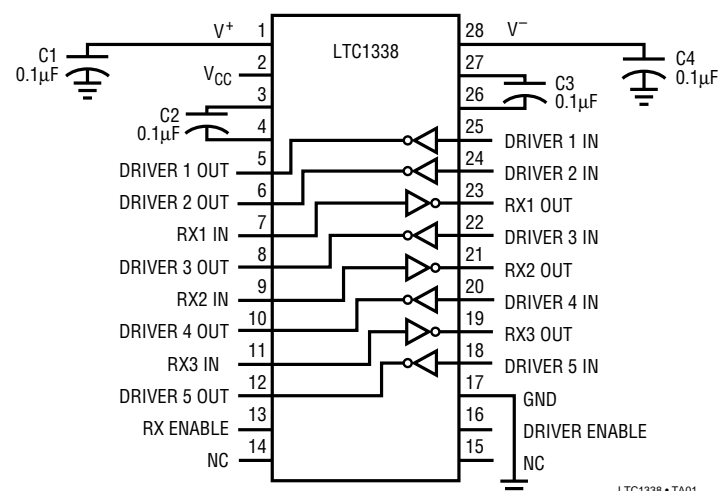 LTC1338
V+ 1
28 V−
C1
0.1µF
C4
0.1µF
VCC 2
27
3
26
C3
0.1µF
C2
0.1µF
4
25 DRIVER 1 IN
DRIVER 1 OUT 5
24 DRIVER 2 IN
DRIVER 2 OUT 6
23 RX1 OUT
RX1 IN 7
22 DRIVER 3 IN
DRIVER 3 OUT 8
21 RX2 OUT
RX2 IN 9
20 DRIVER 4 IN
DRIVER 4 OUT 10
19 RX3 OUT
RX3 IN 11
18 DRIVER 5 IN
DRIVER 5 OUT 12
17 GND
RX ENABLE 13
16 DRIVER ENABLE
NC 14
15 NC
LTC1338 • TA01